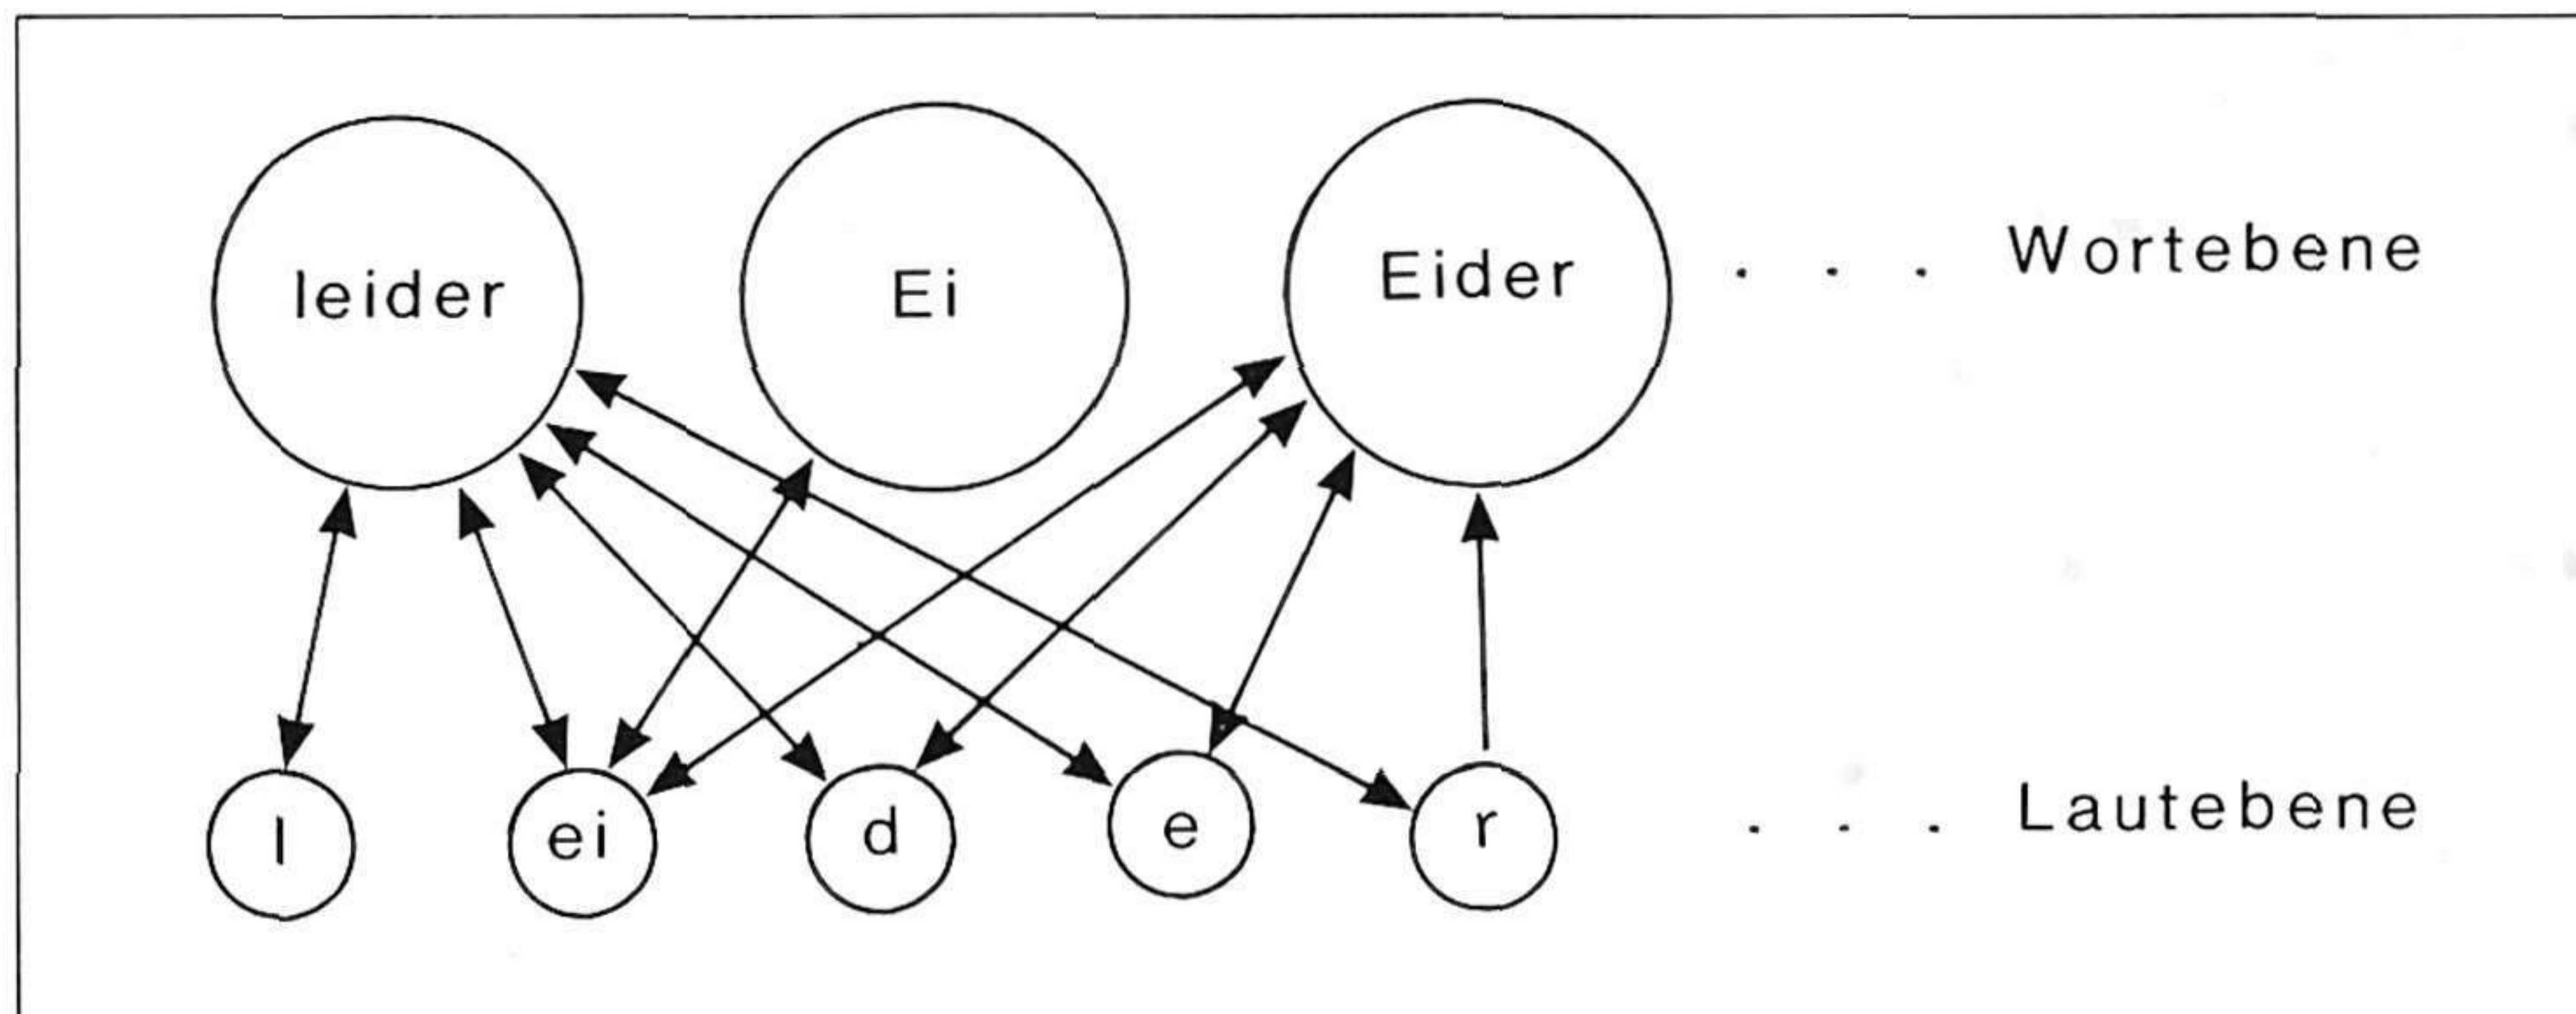 leider Ei Eider . . . Wortebene
l ei d e r . . . Lautebene